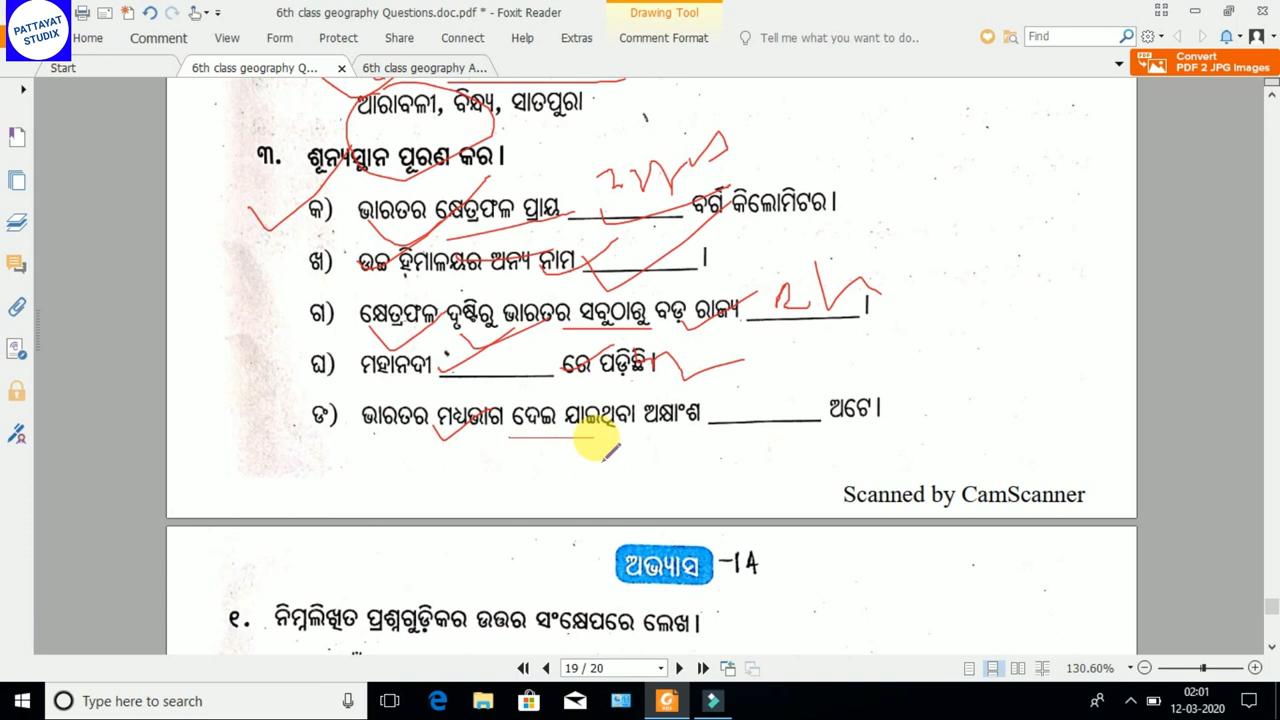 PATTAYAT
STUDIX
6th class geography Questions.doc.pdf * - Foxit Reader
Drawing Tool
Home Comment View Form Protect Share Connect Help Extras Comment Format Tell me what you want to do.. Find
Start 6th class geography Q... 6th class geography A...
Convert
PDF 2 JPG Images
ଆରାବଳୀ, ବିନ୍ଧ୍ୟ, ସାତପୁରା
୩. ଶୂନ୍ୟସ୍ଥାନ ପୂରଣ କର।
କ) ଭାରତର କ୍ଷେତ୍ରଫଳ ପ୍ରାୟ __________ ବର୍ଗ କିଲୋମିଟର।
ଖ) ଉଚ୍ଚ ହିମାଳୟର ଅନ୍ୟ ନାମ __________ ।
ଗ) କ୍ଷେତ୍ରଫଳ ଦୃଷ୍ଟିରୁ ଭାରତର ସବୁଠାରୁ ବଡ଼ ରାଜ୍ୟ __________ ।
ଘ) ମହାନଦୀ __________ ରେ ପଡ଼ିଛି।
ଙ) ଭାରତର ମଧ୍ୟଭାଗ ଦେଇ ଯାଇଥିବା ଅକ୍ଷାଂଶ __________ ଅଟେ।
Scanned by CamScanner
ଅଭ୍ୟାସ -14
୧. ନିମ୍ନଲିଖିତ ପ୍ରଶ୍ନଗୁଡ଼ିକର ଉତ୍ତର ସଂକ୍ଷେପରେ ଲେଖ।
19 / 20
130.60%
Type here to search
02:01
12-03-2020